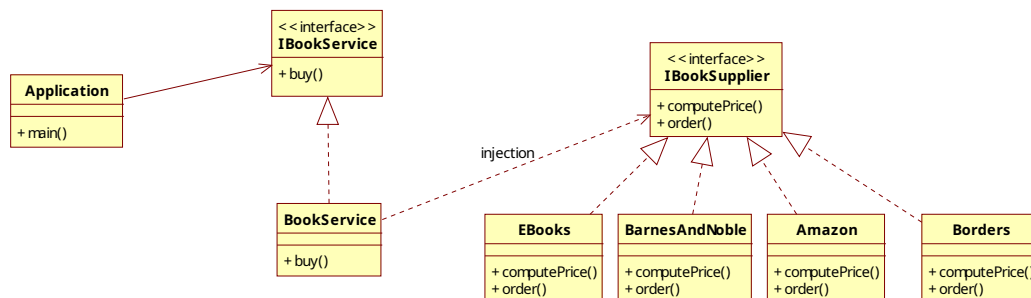 <<interface>>
IBookService
+ buy()
<<interface>>
IBookSupplier
+ computePrice()
+ order()
Application
+ main()
injection
BookService
+ buy()
EBooks
+ computePrice()
+ order()
BarnesAndNoble
+ computePrice()
+ order()
Amazon
+ computePrice()
+ order()
Borders
+ computePrice()
+ order()